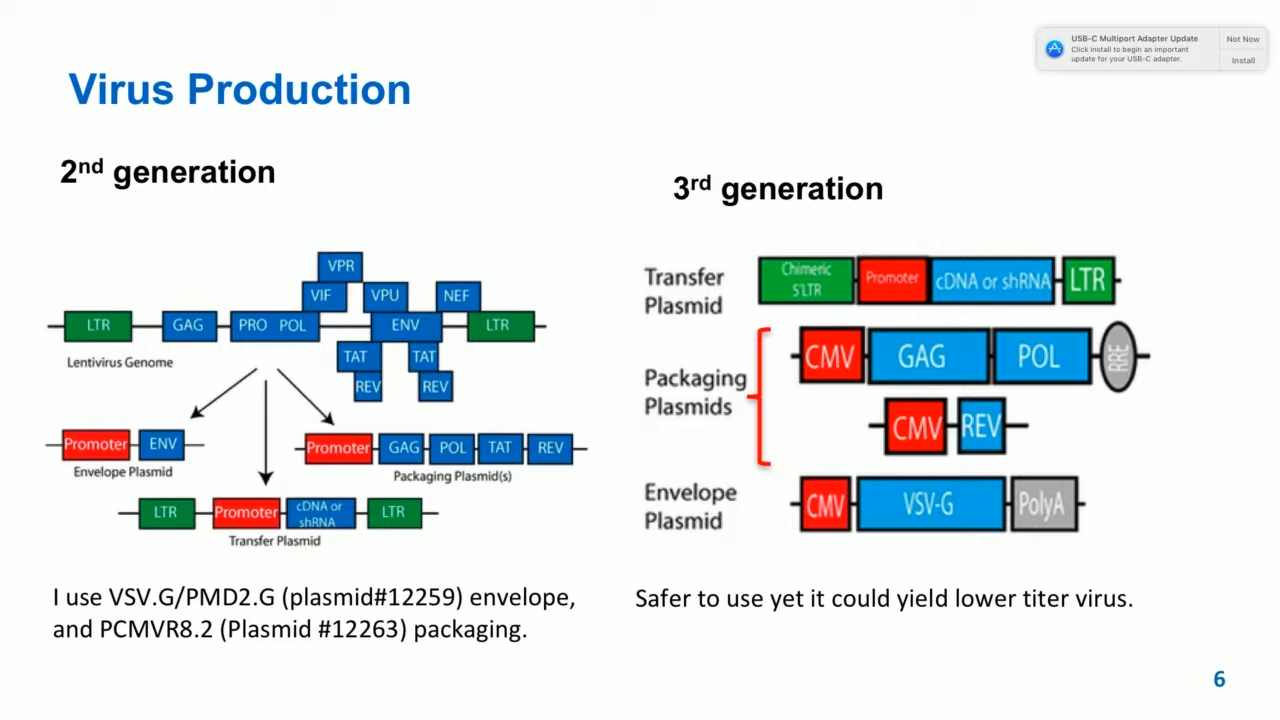 USB-C Multiport Adapter Update
Click install to begin an important
update for your USB-C adapter.
Not Now
Install
Virus Production
2nd generation
VPR
VIF
VPU
NEF
LTR
GAG
PRO POL
ENV
LTR
Lentivirus Genome
TAT
TAT
REV
REV
Promoter
ENV
Envelope Plasmid
Promoter
GAG
POL
TAT
REV
Packaging Plasmid(s)
LTR
Promoter
cDNA or
shRNA
LTR
Transfer Plasmid
I use VSV.G/PMD2.G (plasmid#12259) envelope,
and PCMVR8.2 (Plasmid #12263) packaging.
3rd generation
Transfer
Plasmid
Chimeric
5'LTR
Promoter
cDNA or shRNA
LTR
Packaging
Plasmids
CMV
GAG
POL
RRE
CMV
REV
Envelope
Plasmid
CMV
VSV-G
PolyA
Safer to use yet it could yield lower titer virus.
6